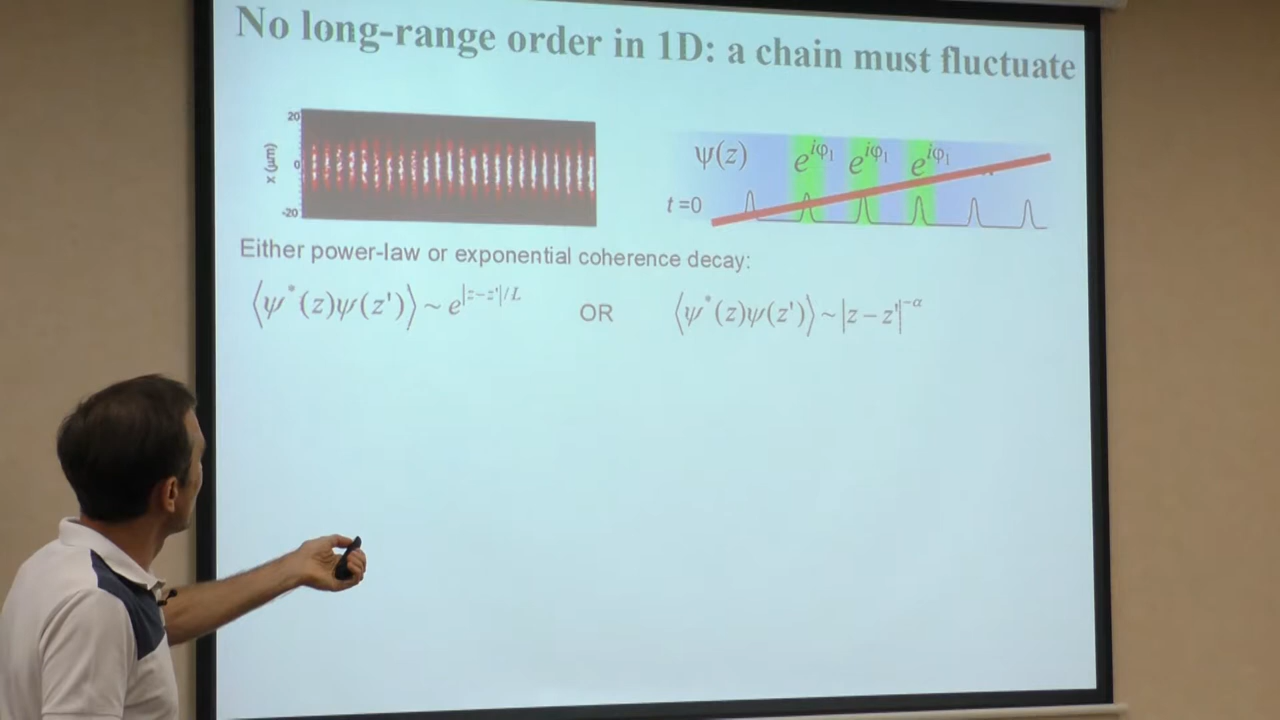 No long-range order in 1D: a chain must fluctuate
20
x (μm)
0
-20
ψ(z) e^{iφ₁} e^{iφ₁} e^{iφ₁}
t =0
Either power-law or exponential coherence decay:
⟨ψ*(z)ψ(z')⟩ ~ e^{|z−z'|/L} OR ⟨ψ*(z)ψ(z')⟩ ~ |z − z'|^{−α}